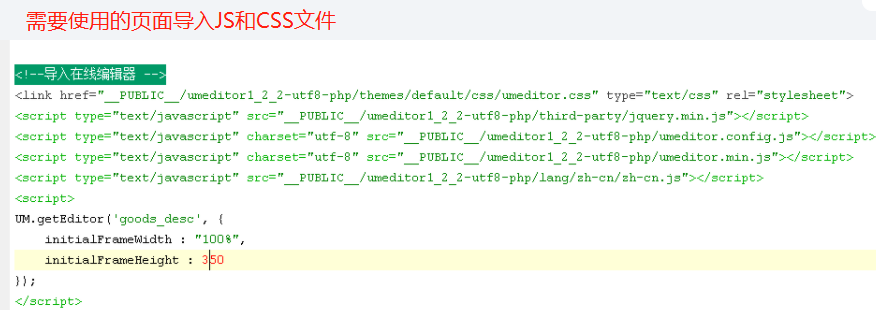 需要使用的页面导入JS和CSS文件
<!--导入在线编辑器 -->
<link href="__PUBLIC__/umeditor1_2_2-utf8-php/themes/default/css/umeditor.css" type="text/css" rel="stylesheet">
<script type="text/javascript" src="__PUBLIC__/umeditor1_2_2-utf8-php/third-party/jquery.min.js"></script>
<script type="text/javascript" charset="utf-8" src="__PUBLIC__/umeditor1_2_2-utf8-php/umeditor.config.js"></script>
<script type="text/javascript" charset="utf-8" src="__PUBLIC__/umeditor1_2_2-utf8-php/umeditor.min.js"></script>
<script type="text/javascript" src="__PUBLIC__/umeditor1_2_2-utf8-php/lang/zh-cn/zh-cn.js"></script>
<script>
UM.getEditor('goods_desc', {
    initialFrameWidth : "100%",
    initialFrameHeight : 350
});
</script>